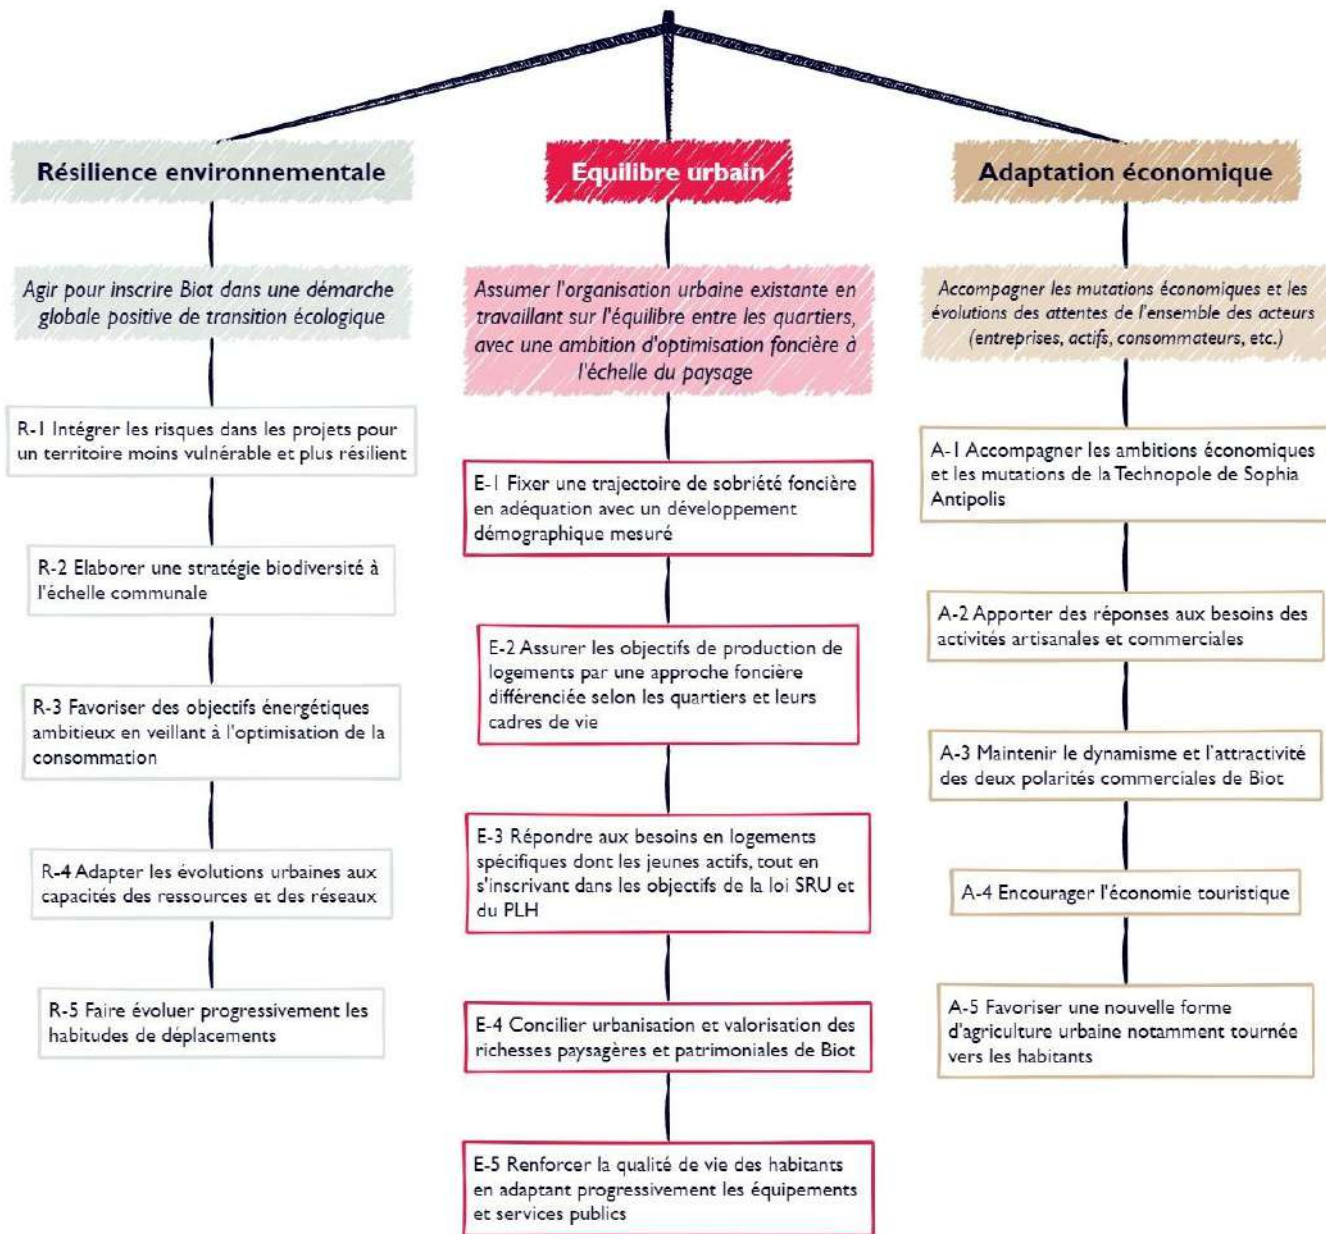 Résilience environnementale
Agir pour inscrire Biot dans une démarche
globale positive de transition écologique
R-1 Intégrer les risques dans les projets pour
un territoire moins vulnérable et plus résilient
R-2 Elaborer une stratégie biodiversité à
l'échelle communale
R-3 Favoriser des objectifs énergétiques
ambitieux en veillant à l'optimisation de la
consommation
R-4 Adapter les évolutions urbaines aux
capacités des ressources et des réseaux
R-5 Faire évoluer progressivement les
habitudes de déplacements
Equilibre urbain
Assumer l'organisation urbaine existante en
travaillant sur l'équilibre entre les quartiers,
avec une ambition d'optimisation foncière à
l'échelle du paysage
E-1 Fixer une trajectoire de sobriété foncière
en adéquation avec un développement
démographique mesuré
E-2 Assurer les objectifs de production de
logements par une approche foncière
différenciée selon les quartiers et leurs
cadres de vie
E-3 Répondre aux besoins en logements
spécifiques dont les jeunes actifs, tout en
s'inscrivant dans les objectifs de la loi SRU et
du PLH
E-4 Concilier urbanisation et valorisation des
richesses paysagères et patrimoniales de Biot
E-5 Renforcer la qualité de vie des habitants
en adaptant progressivement les équipements
et services publics
Adaptation économique
Accompagner les mutations économiques et les
évolutions des attentes de l'ensemble des acteurs
(entreprises, actifs, consommateurs, etc.)
A-1 Accompagner les ambitions économiques
et les mutations de la Technopole de Sophia
Antipolis
A-2 Apporter des réponses aux besoins des
activités artisanales et commerciales
A-3 Maintenir le dynamisme et l'attractivité
des deux polarités commerciales de Biot
A-4 Encourager l'économie touristique
A-5 Favoriser une nouvelle forme
d'agriculture urbaine notamment tournée
vers les habitants